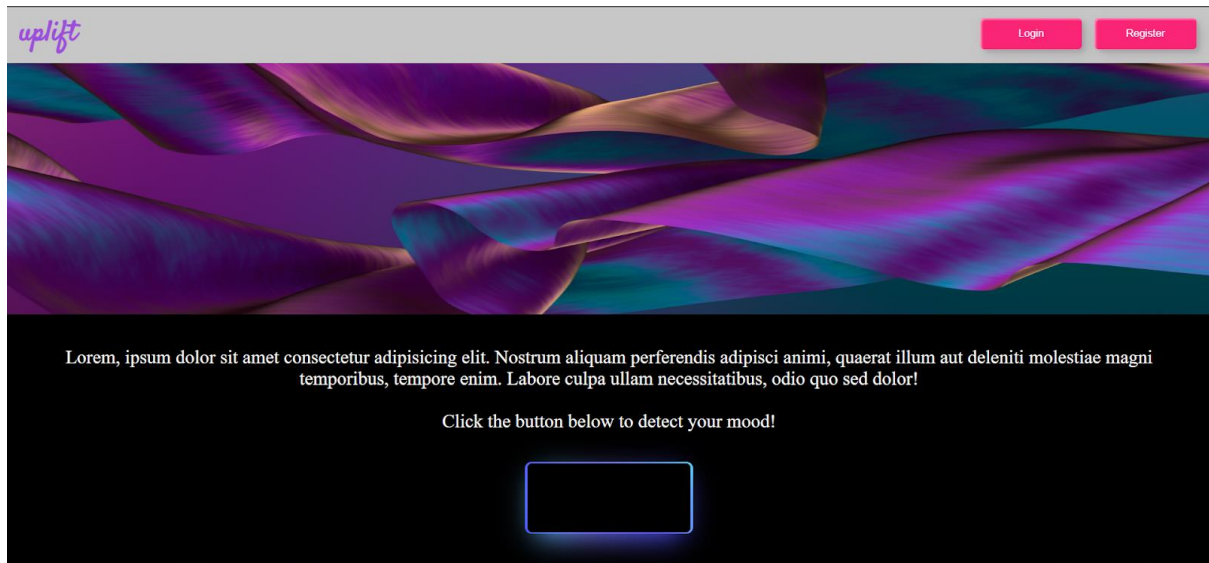 uplift
Login
Register
Lorem, ipsum dolor sit amet consectetur adipisicing elit. Nostrum aliquam perferendis adipisci animi, quaerat illum aut deleniti molestiae magni
temporibus, tempore enim. Labore culpa ullam necessitatibus, odio quo sed dolor!
Click the button below to detect your mood!